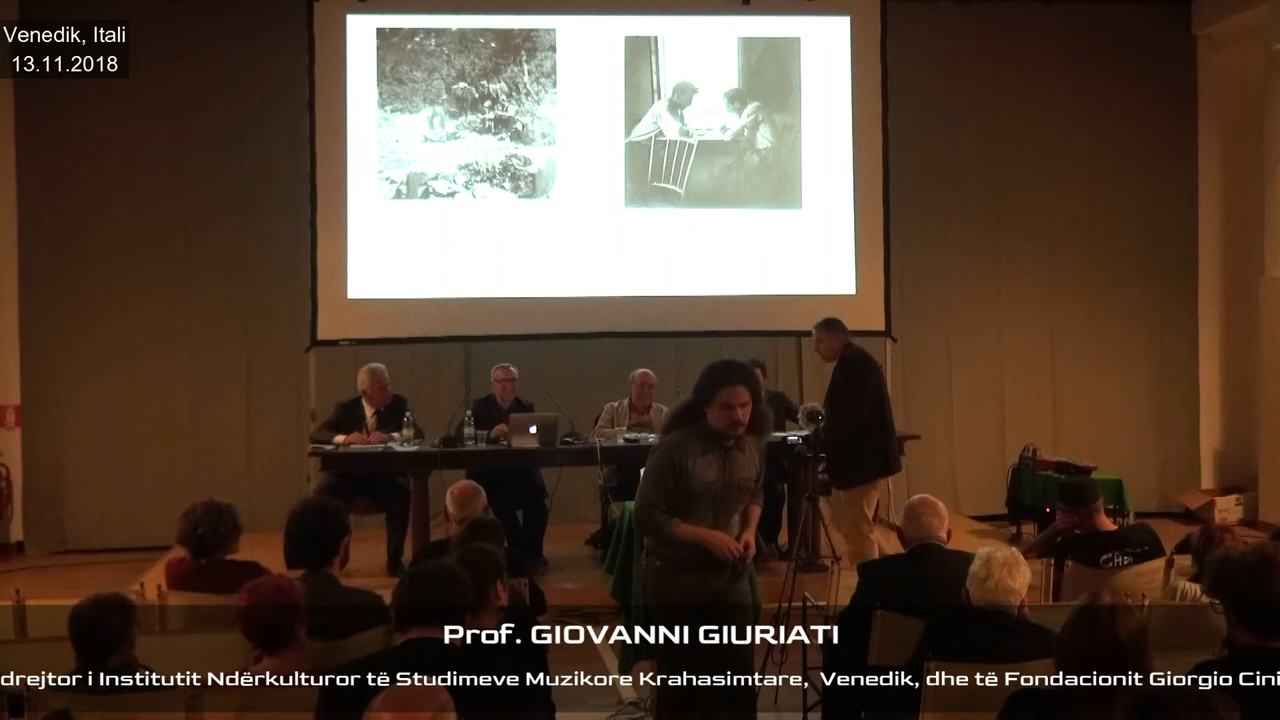 Venedik, Itali
13.11.2018
Prof. GIOVANNI GIURIATI
drejtor i Institutit Ndërkulturor të Studimeve Muzikore Krahasimtare, Venedik, dhe të Fondacionit Giorgio Cini